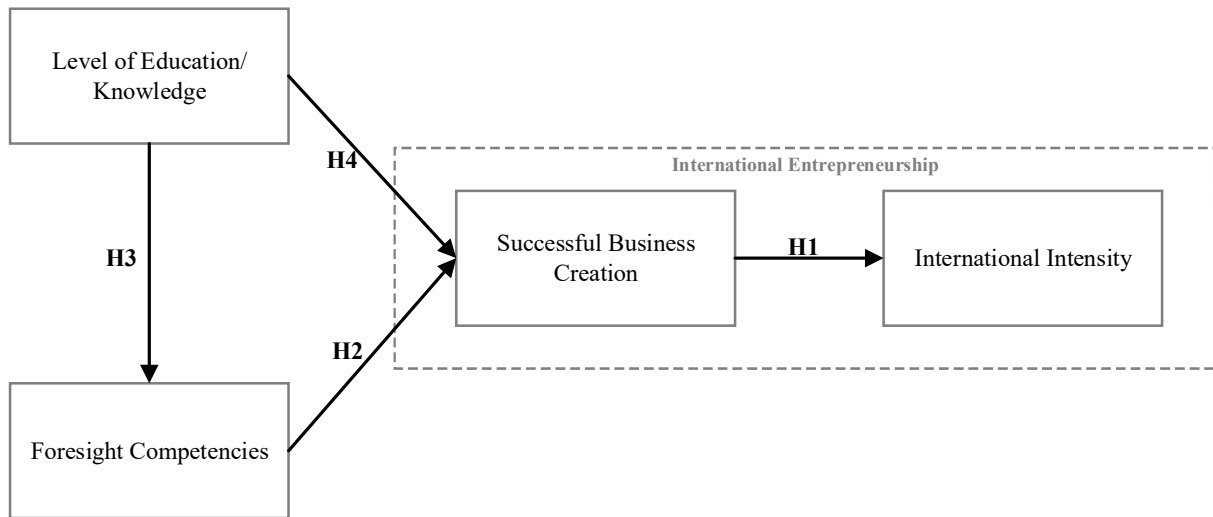 Level of Education/
Knowledge
H4
International Entrepreneurship
H3
Successful Business
Creation
H1
International Intensity
H2
Foresight Competencies